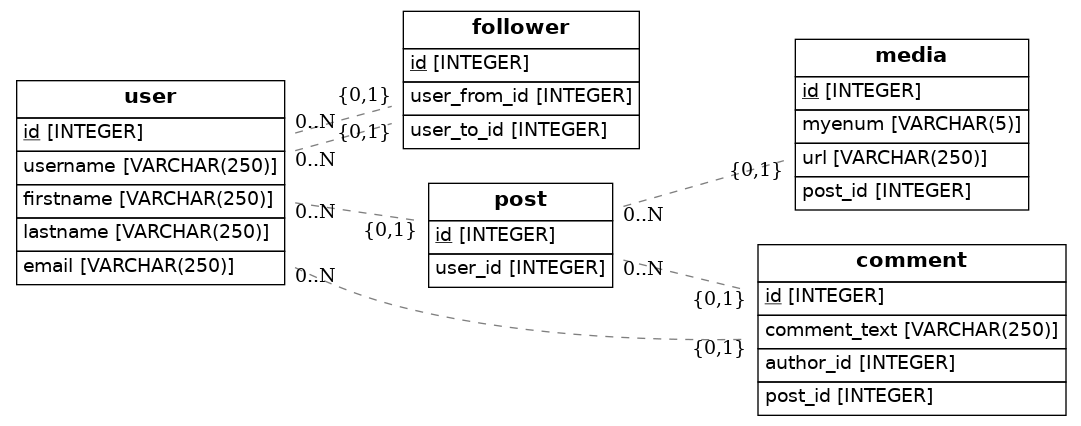 user
id [INTEGER]
username [VARCHAR(250)]
firstname [VARCHAR(250)]
lastname [VARCHAR(250)]
email [VARCHAR(250)]
0..N
0..N
0..N
0..N
{0,1}
{0,1}
{0,1}
follower
id [INTEGER]
user_from_id [INTEGER]
user_to_id [INTEGER]
post
id [INTEGER]
user_id [INTEGER]
0..N
0..N
{0,1}
{0,1}
{0,1}
media
id [INTEGER]
myenum [VARCHAR(5)]
url [VARCHAR(250)]
post_id [INTEGER]
comment
id [INTEGER]
comment_text [VARCHAR(250)]
author_id [INTEGER]
post_id [INTEGER]